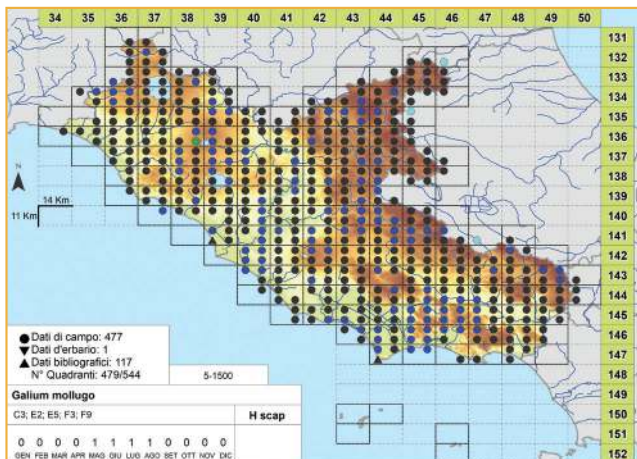 34 35 36 37 38 39 40 41 42 43 44 45 46 47 48 49 50
131
132
133
134
135
136
137
138
139
140
141
142
143
144
145
146
147
148
149
150
151
152
N
14 Km
11 Km
Dati di campo: 477
Dati d'erbario: 1
Dati bibliografici: 117
N° Quadranti: 479/544
5-1500
Galium mollugo
C3; E2; E5; F3; F9
H scap
0 0 0 0 1 1 1 1 0 0 0 0
GEN FEB MAR APR MAG GIU LUG AGO SET OTT NOV DIC